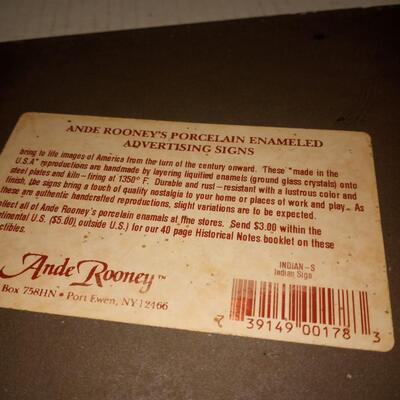 ANDE ROONEY'S PORCELAIN ENAMELED
ADVERTISING SIGNS
bring to life images of America from the turn of the century onward. These "made in the
U.S.A" reproductions are handmade by layering liquified enamels (ground glass crystals) onto
steel plates and kiln-firing at 1350° F. Durable and rust-resistant with a lustrous color and
finish, the signs bring a touch of quality nostalgia to your home or places of work and play. As
these are authentic handcrafted reproductions, slight variations are to be expected.
llect all of Ande Rooney's porcelain enamals at fine stores. Send $3.00 within the
ntinental U.S. ($5.00 outside U.S.) for our 40 page Historical Notes booklet on these
ctibles.
Ande Rooney™
Box 758HN • Port Ewen, NY 12466
INDIAN-S
Indian Sign
39149 00178 3